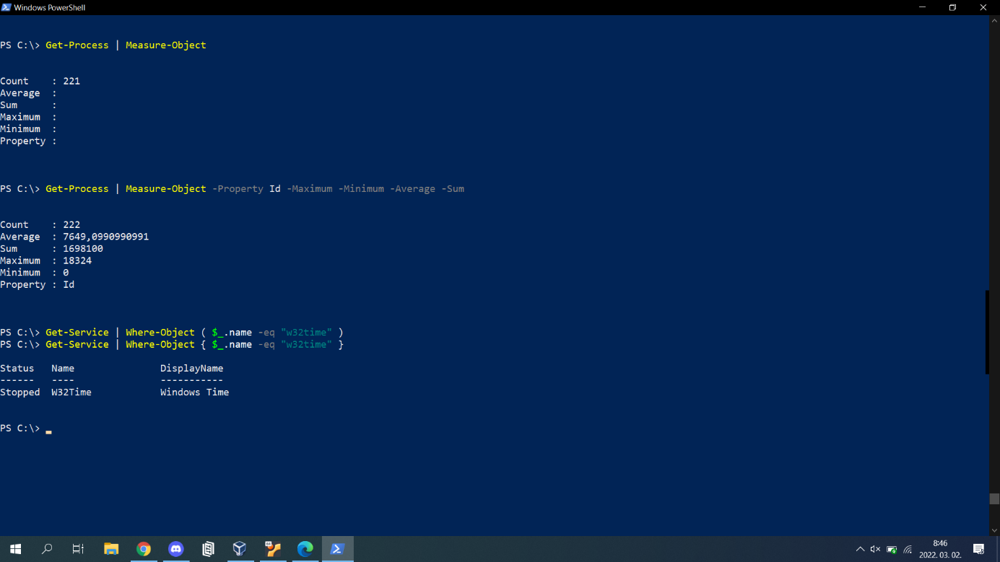 Windows PowerShell
PS C:\> Get-Process | Measure-Object
Count    : 221
Average  :
Sum      :
Maximum  :
Minimum  :
Property :
PS C:\> Get-Process | Measure-Object -Property Id -Maximum -Minimum -Average -Sum
Count    : 222
Average  : 7649,0990990991
Sum      : 1698100
Maximum  : 18324
Minimum  : 0
Property : Id
PS C:\> Get-Service | Where-Object ( $_.name -eq "w32time" )
PS C:\> Get-Service | Where-Object { $_.name -eq "w32time" }
Status   Name               DisplayName
------   ----               -----------
Stopped  W32Time            Windows Time
PS C:\>
8:46
2022. 03. 02.